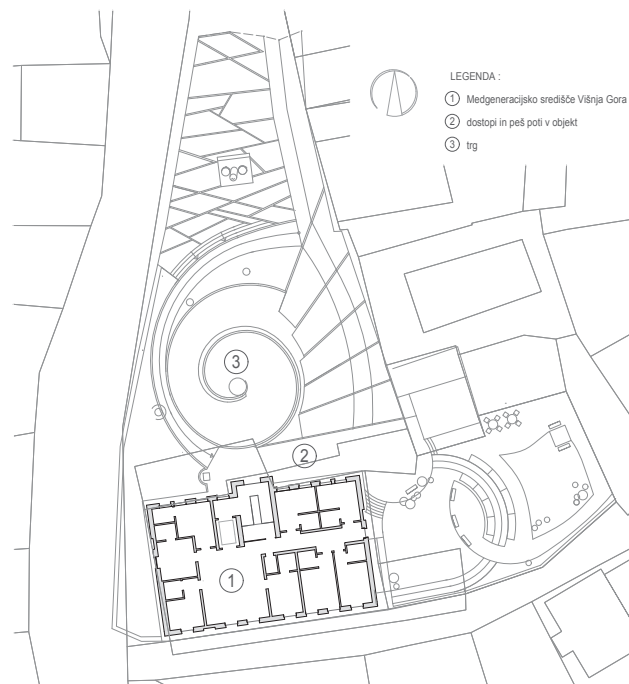 LEGENDA :
1 Medgeneracijsko središče Višnja Gora
2 dostopi in peš poti v objekt
3 trg
3
2
1